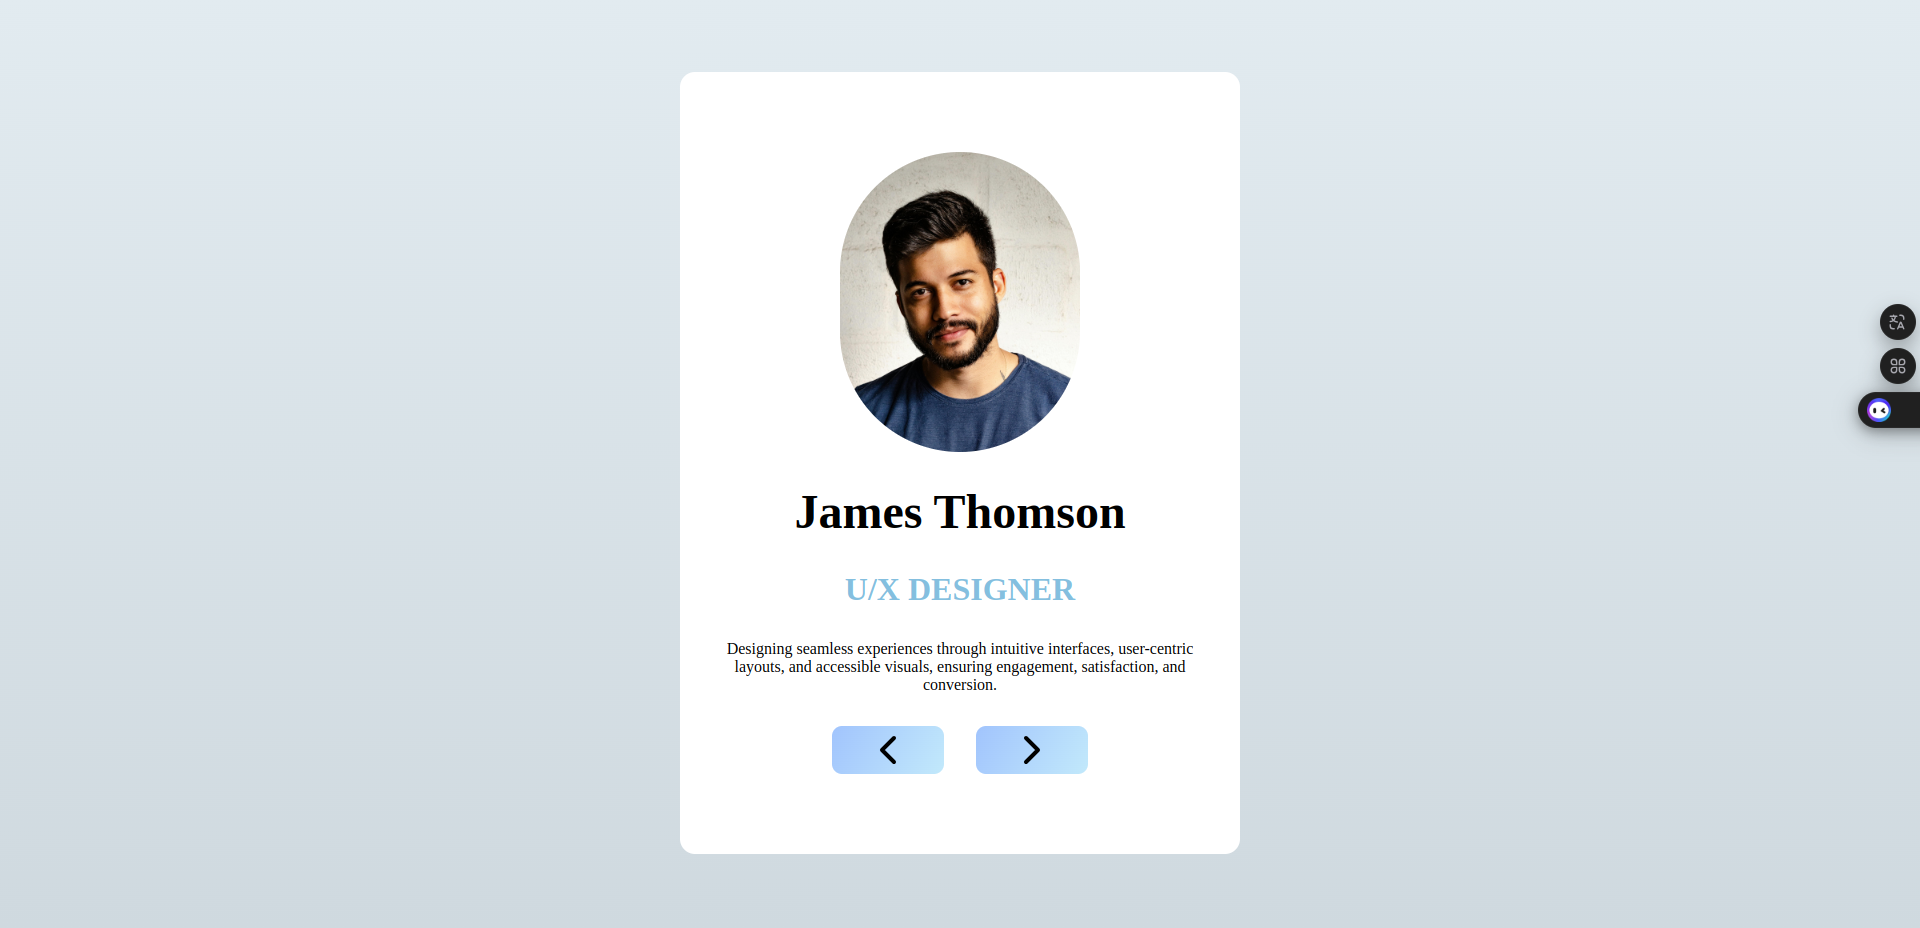 James Thomson
U/X DESIGNER
Designing seamless experiences through intuitive interfaces, user-centric
layouts, and accessible visuals, ensuring engagement, satisfaction, and
conversion.